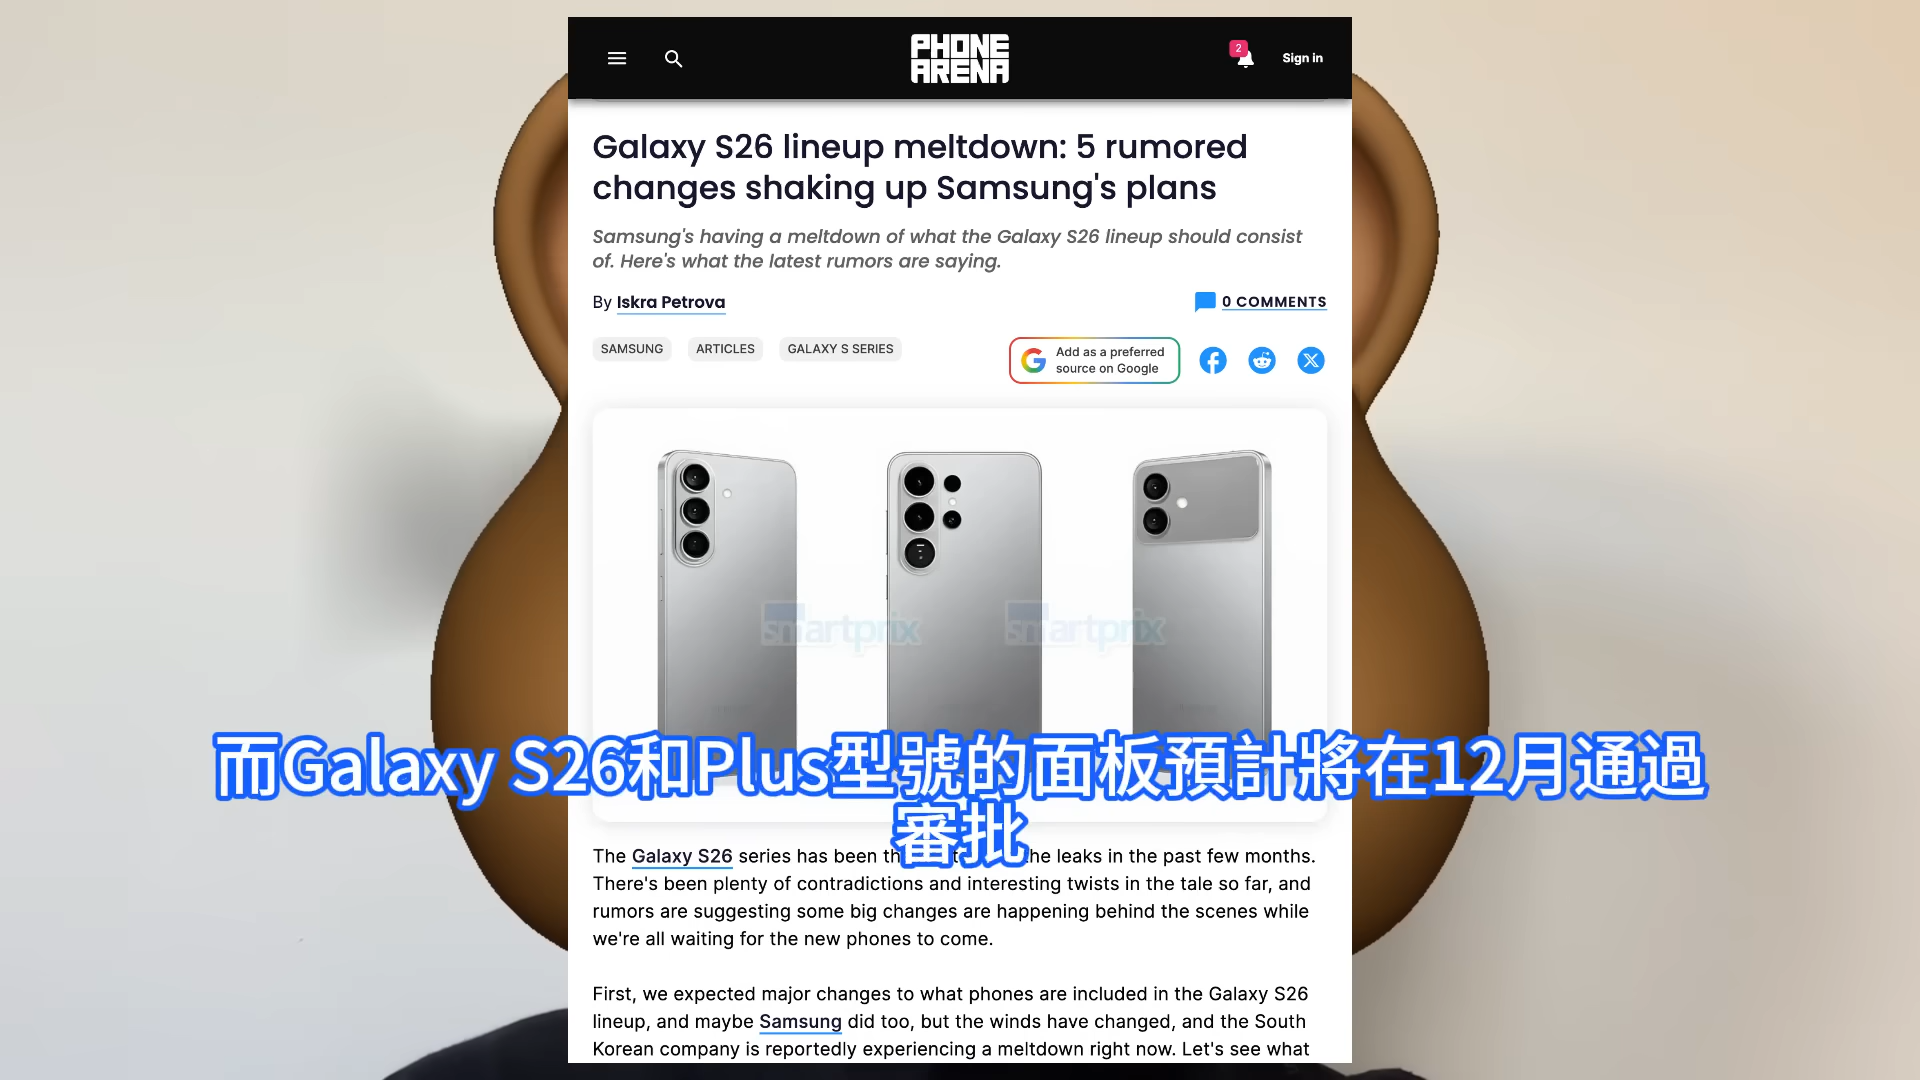 PHONE
ARENA
2
Sign in
Galaxy S26 lineup meltdown: 5 rumored
changes shaking up Samsung's plans
Samsung's having a meltdown of what the Galaxy S26 lineup should consist
of. Here's what the latest rumors are saying.
By Iskra Petrova
0 COMMENTS
SAMSUNG ARTICLES GALAXY S SERIES
Add as a preferred
source on Google
smartprix smartprix
而Galaxy S26和Plus型號的面板預計將在12月通過
審批
The Galaxy S26 series has been the leaks in the past few months.
There's been plenty of contradictions and interesting twists in the tale so far, and
rumors are suggesting some big changes are happening behind the scenes while
we're all waiting for the new phones to come.
First, we expected major changes to what phones are included in the Galaxy S26
lineup, and maybe Samsung did too, but the winds have changed, and the South
Korean company is reportedly experiencing a meltdown right now. Let's see what